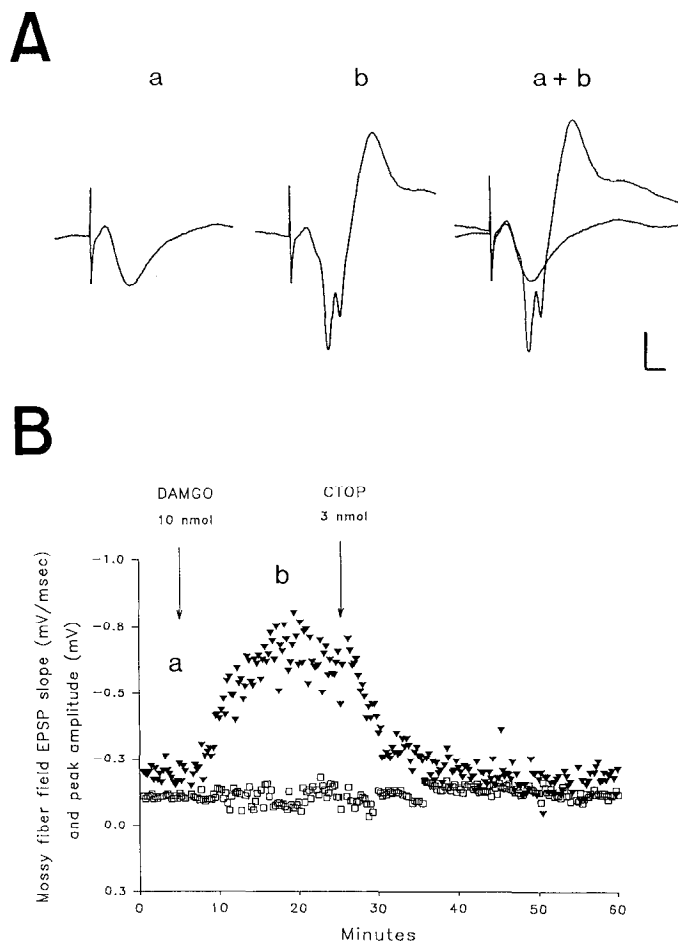 A
a b a + b
B
DAMGO CTOP
10 nmol 3 nmol
Mossy fiber field EPSP slope (mV/msec)
and peak amplitude (mV)
-1.0
-0.8
-0.5
-0.3
0.0
0.3
a
b
0 10 20 30 40 50 60
Minutes